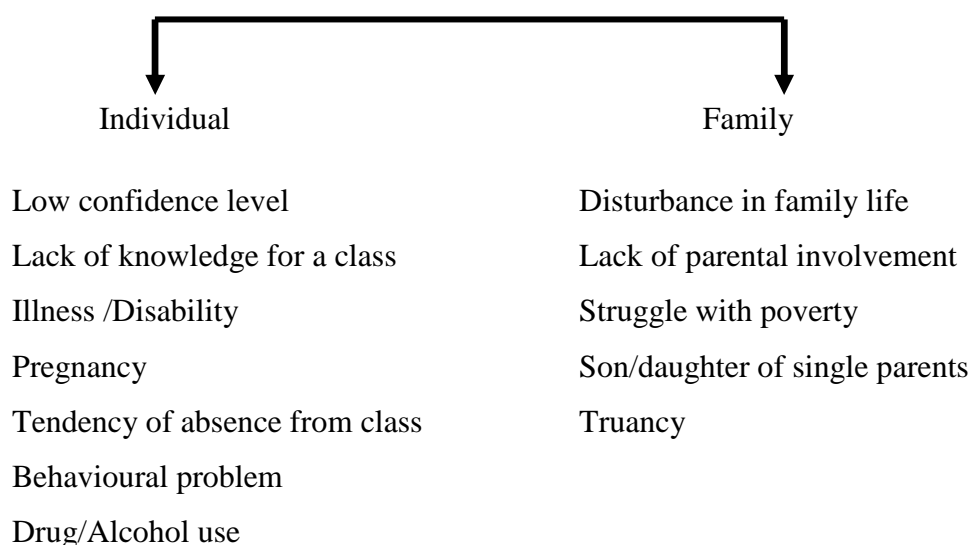 Individual
Family
Low confidence level
Lack of knowledge for a class
Illness /Disability
Pregnancy
Tendency of absence from class
Behavioural problem
Drug/Alcohol use
Disturbance in family life
Lack of parental involvement
Struggle with poverty
Son/daughter of single parents
Truancy